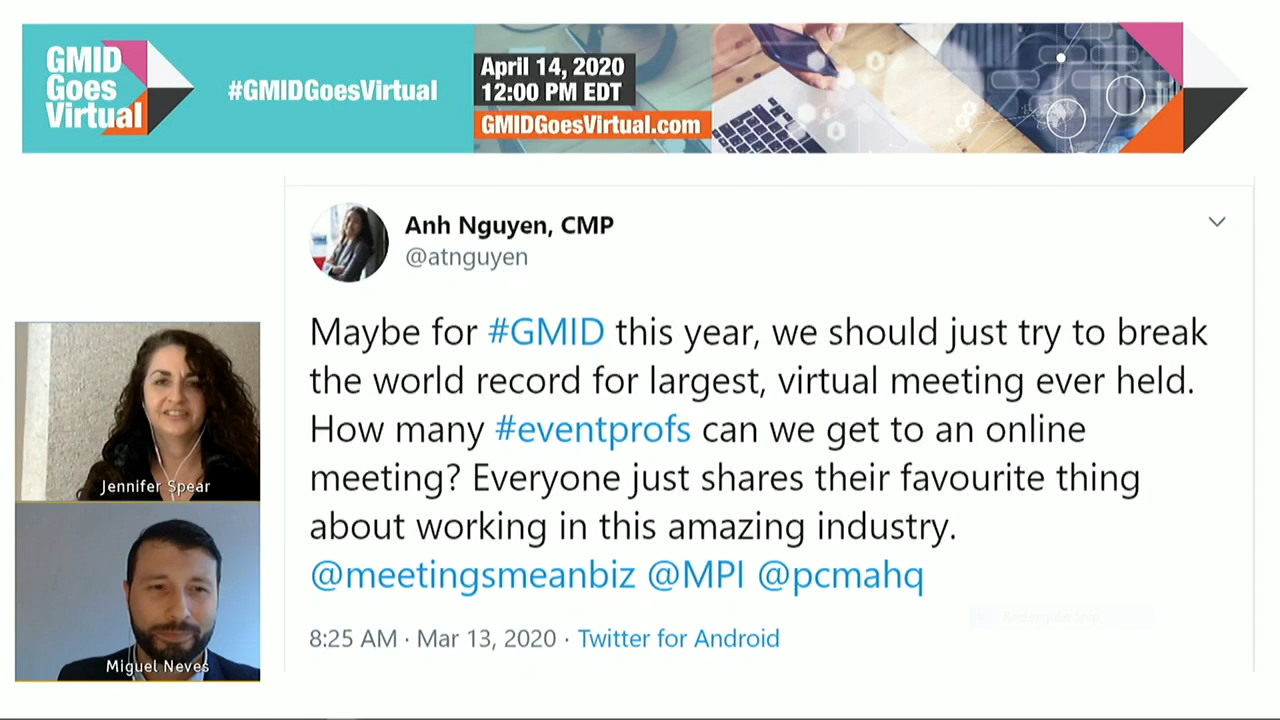 GMID
Goes
Virtual
#GMIDGoesVirtual
April 14, 2020
12:00 PM EDT
GMIDGoesVirtual.com
Anh Nguyen, CMP
@atnguyen
Maybe for #GMID this year, we should just try to break
the world record for largest, virtual meeting ever held.
How many #eventprofs can we get to an online
meeting? Everyone just shares their favourite thing
about working in this amazing industry.
@meetingsmeanbiz @MPI @pcmahq
8:25 AM · Mar 13, 2020 · Twitter for Android
Jennifer Spear
Miguel Neves